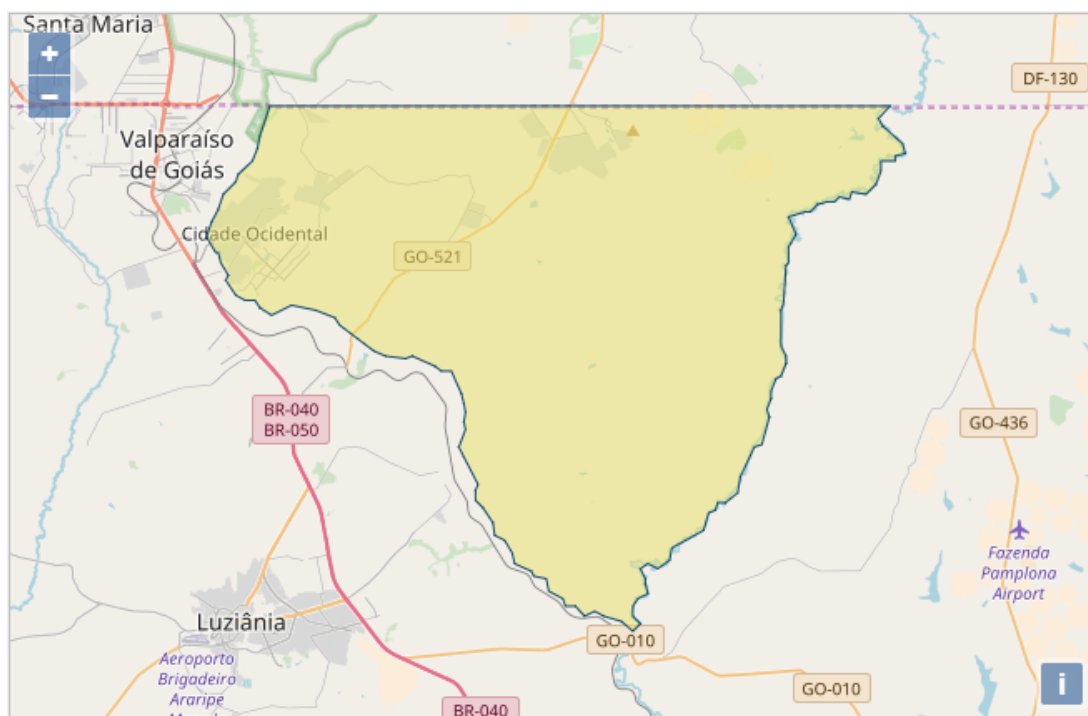 Santa Maria
+
−
DF-130
Valparaíso
de Goiás
Cidade Ocidental
GO-521
BR-040
BR-050
GO-436
Fazenda
Pamplona
Airport
Luziânia
GO-010
Aeroporto
Brigadeiro
Araripe
GO-010
BR-040
i